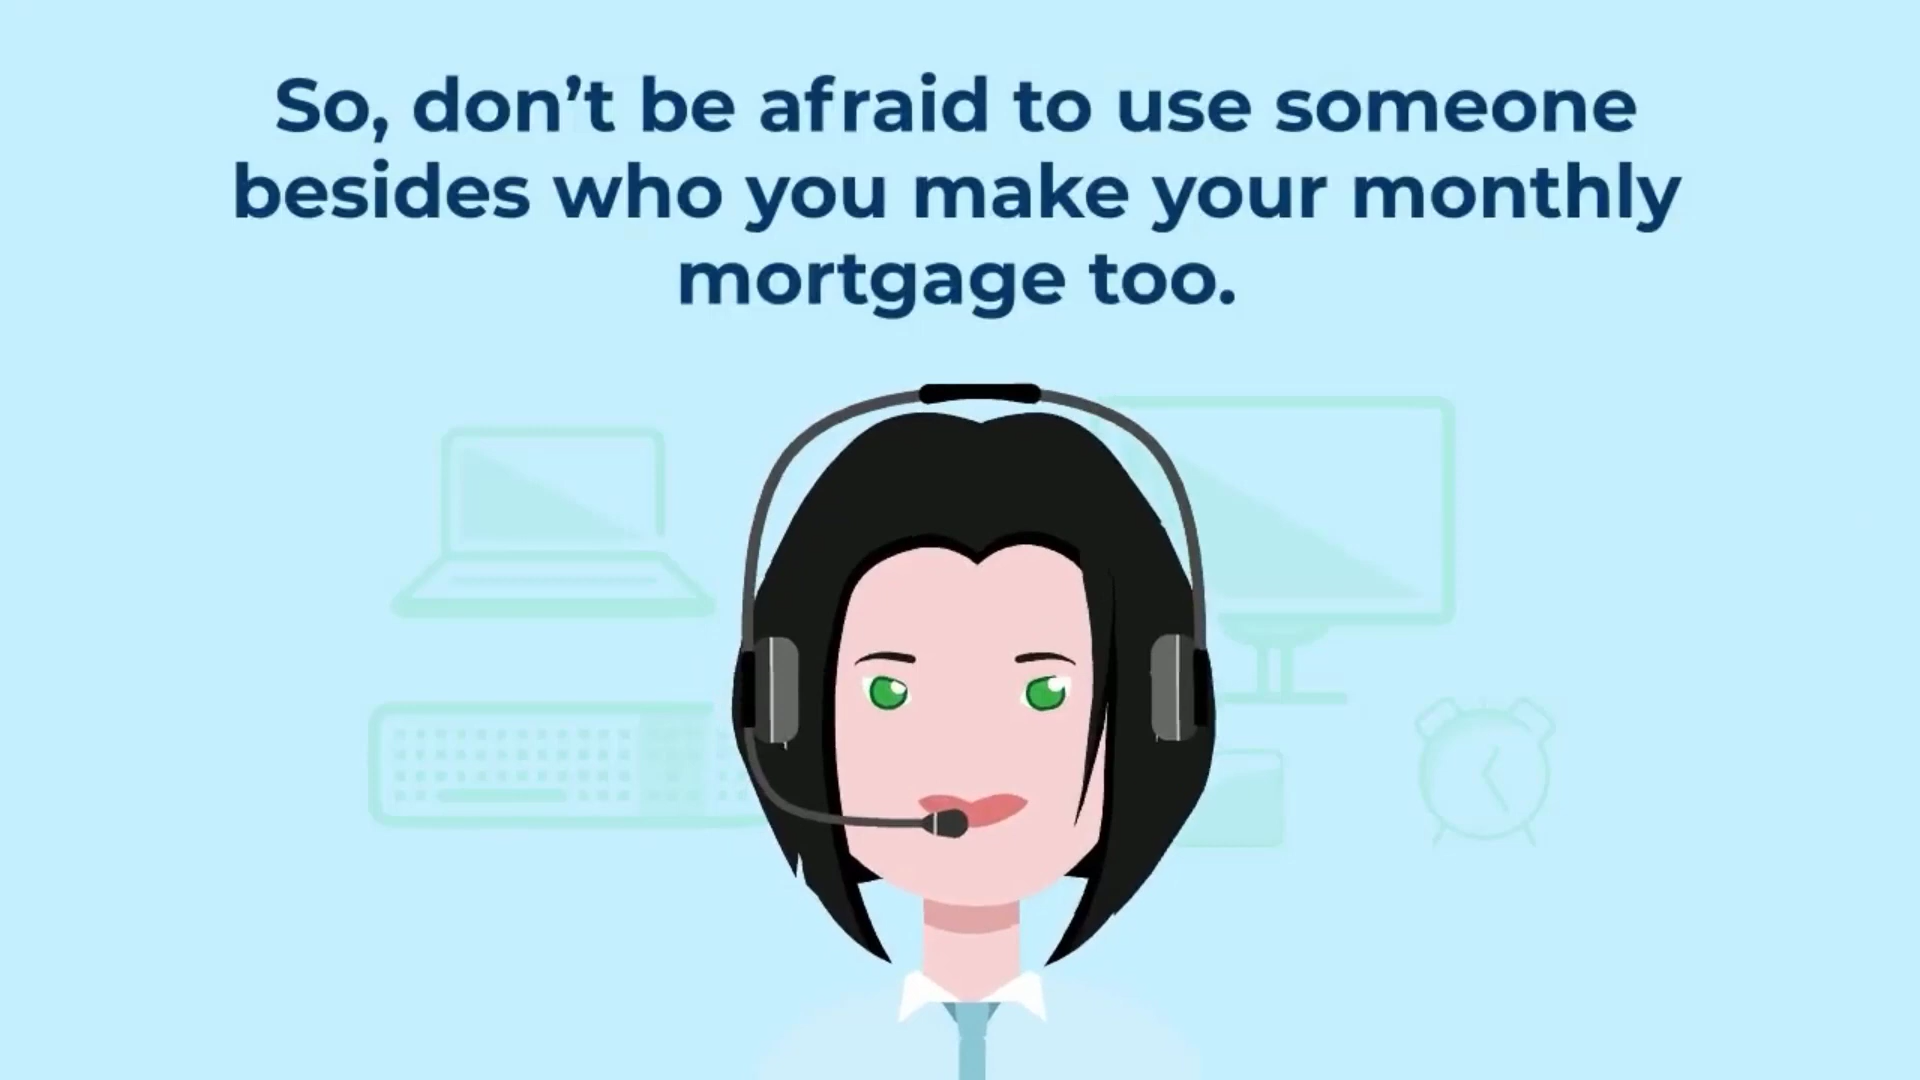 So, don’t be afraid to use someone
besides who you make your monthly
mortgage too.